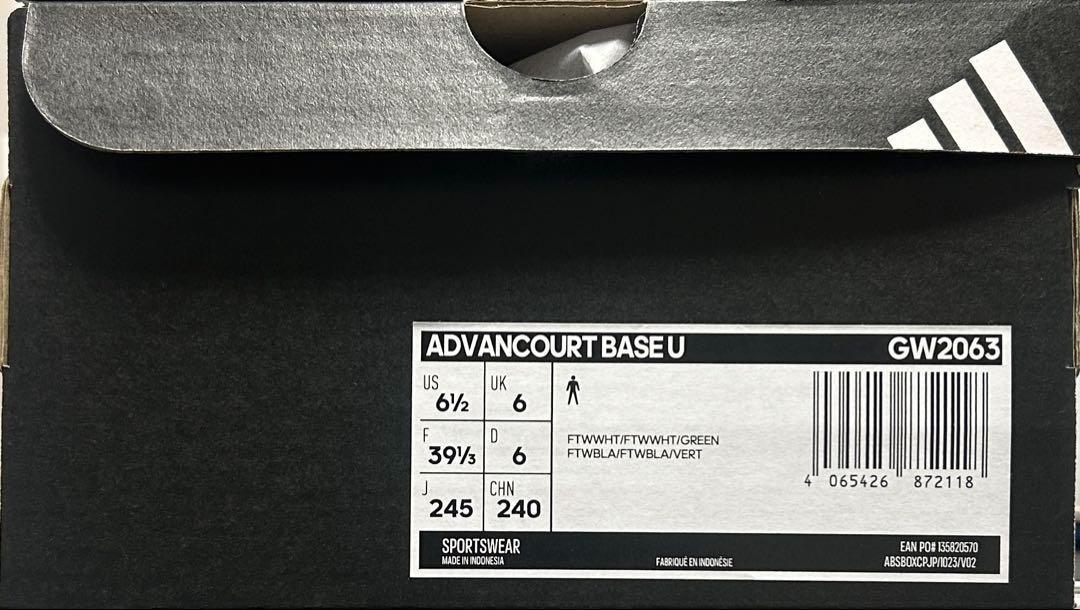 ADVANCOURT BASE U GW2063
US 6½ UK 6
F 39⅓ D 6
J 245 CHN 240
FTWWHT/FTWWHT/GREEN
FTWBLA/FTWBLA/VERT
4 065426 872118
SPORTSWEAR
MADE IN INDONESIA
FABRIQUÉ EN INDONÉSIE
EAN PO# 135820570
ABSBOXCPJP/1023/V02